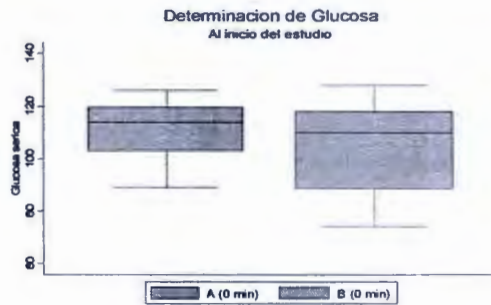 Determinacion de Glucosa
Al inicio del estudio
Glucosa serica
140
120
100
80
60
A (0 min)
B (0 min)